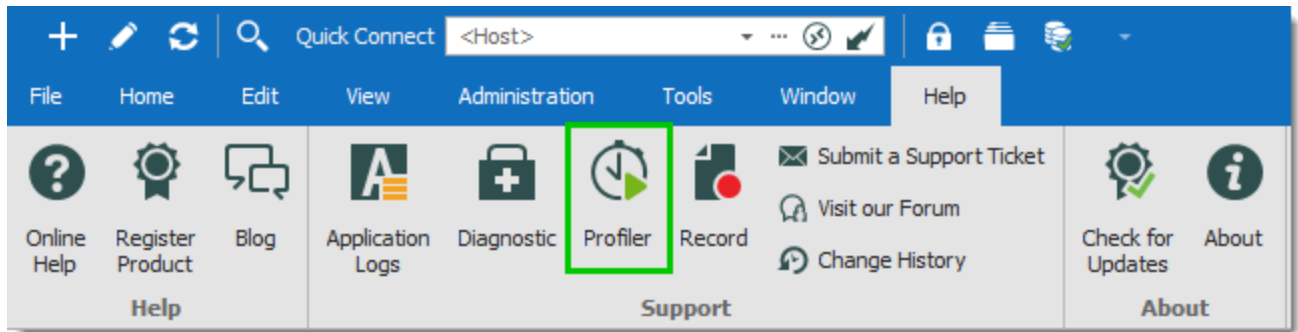 Quick Connect <Host>
File Home Edit View Administration Tools Window Help
Online Help
Register Product
Blog
Application Logs
Diagnostic
Profiler
Record
Submit a Support Ticket
Visit our Forum
Change History
Check for Updates
About
Help
Support
About